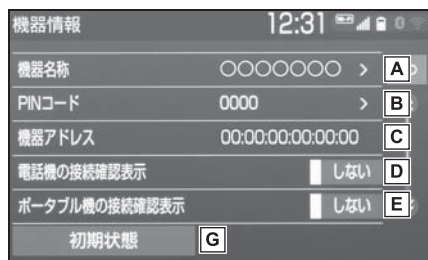 機器情報 12:31 0
機器名称 ○○○○○○○ > A
PINコード 0000 > B
機器アドレス 00:00:00:00:00:00 C
電話機の接続確認表示 しない D
ポータブル機の接続確認表示 しない E
初期状態 G